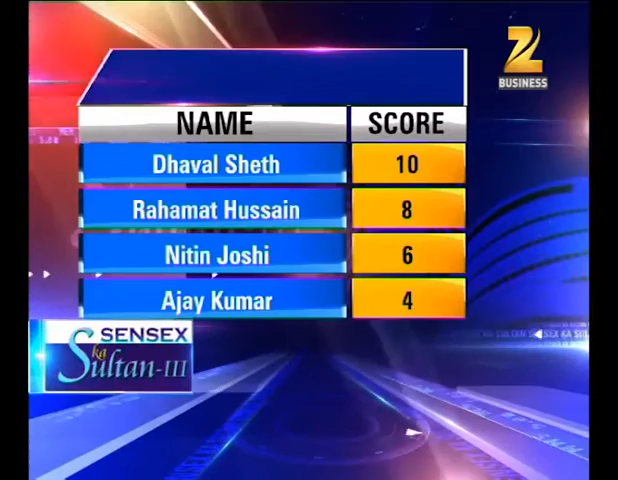 Z
BUSINESS
NAME SCORE
Dhaval Sheth 10
Rahamat Hussain 8
Nitin Joshi 6
Ajay Kumar 4
SENSEX
ka
Sultan-III